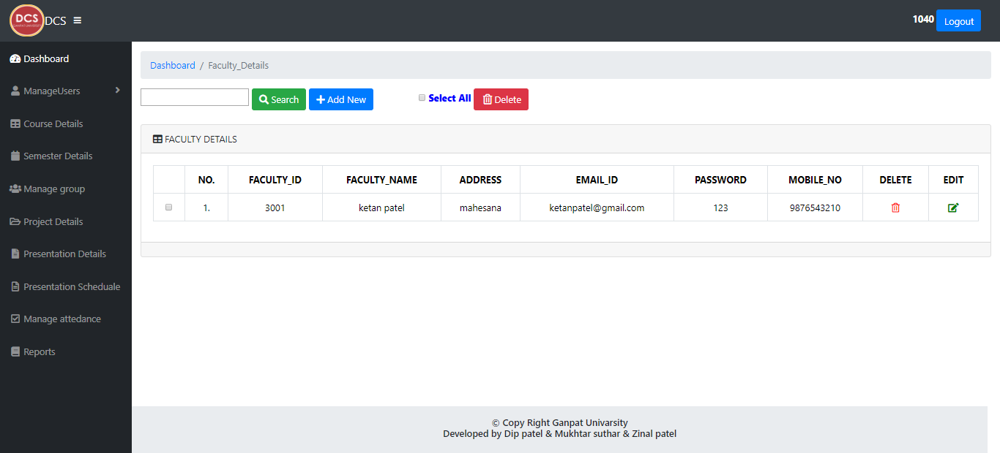 DCS
GANPAT UNIVERSITY
DCS
1040 Logout
Dashboard
ManageUsers
Course Details
Semester Details
Manage group
Project Details
Presentation Details
Presentation Scheduale
Manage attedance
Reports
Dashboard / Faculty_Details
Search Add New Select All Delete
FACULTY DETAILS
NO. FACULTY_ID FACULTY_NAME ADDRESS EMAIL_ID PASSWORD MOBILE_NO DELETE EDIT
1. 3001 ketan patel mahesana ketanpatel@gmail.com 123 9876543210
© Copy Right Ganpat Univarsity
Developed by Dip patel & Mukhtar suthar & Zinal patel